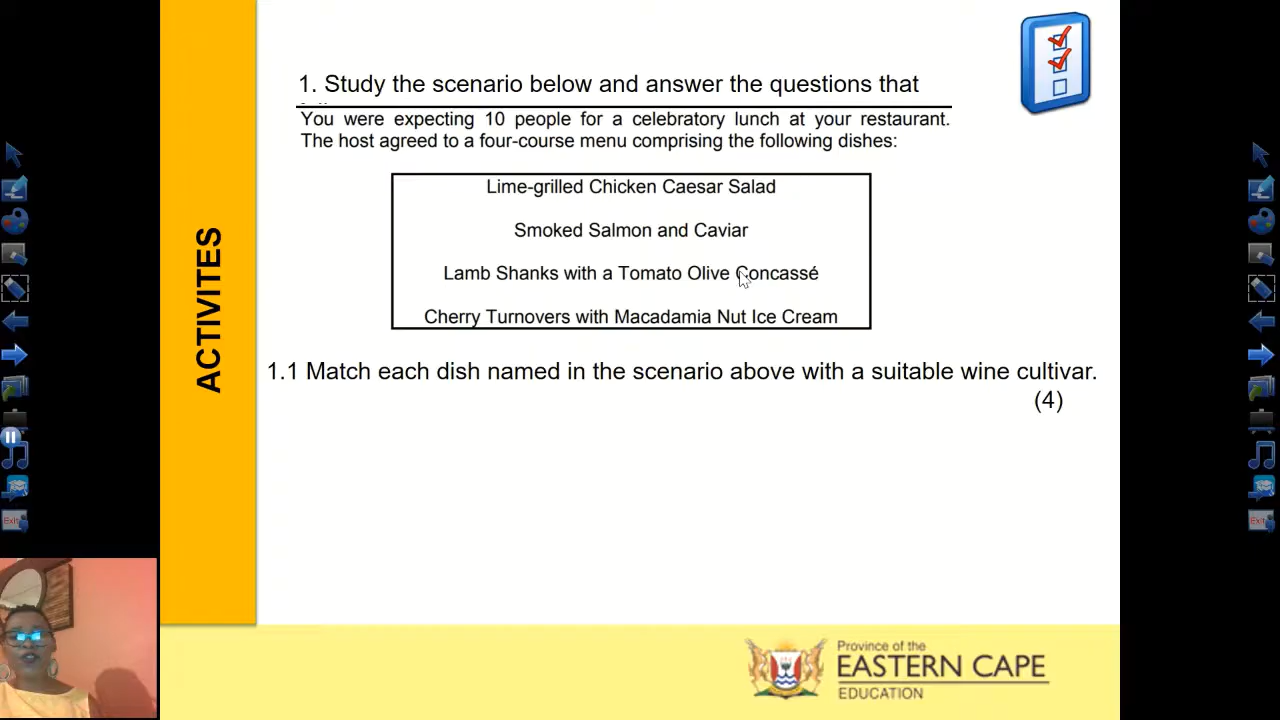 1. Study the scenario below and answer the questions that
You were expecting 10 people for a celebratory lunch at your restaurant.
The host agreed to a four-course menu comprising the following dishes:
Lime-grilled Chicken Caesar Salad
Smoked Salmon and Caviar
Lamb Shanks with a Tomato Olive Concassé
Cherry Turnovers with Macadamia Nut Ice Cream
ACTIVITES
1.1 Match each dish named in the scenario above with a suitable wine cultivar.
(4)
Exit
Exit
Province of the
EASTERN CAPE
EDUCATION